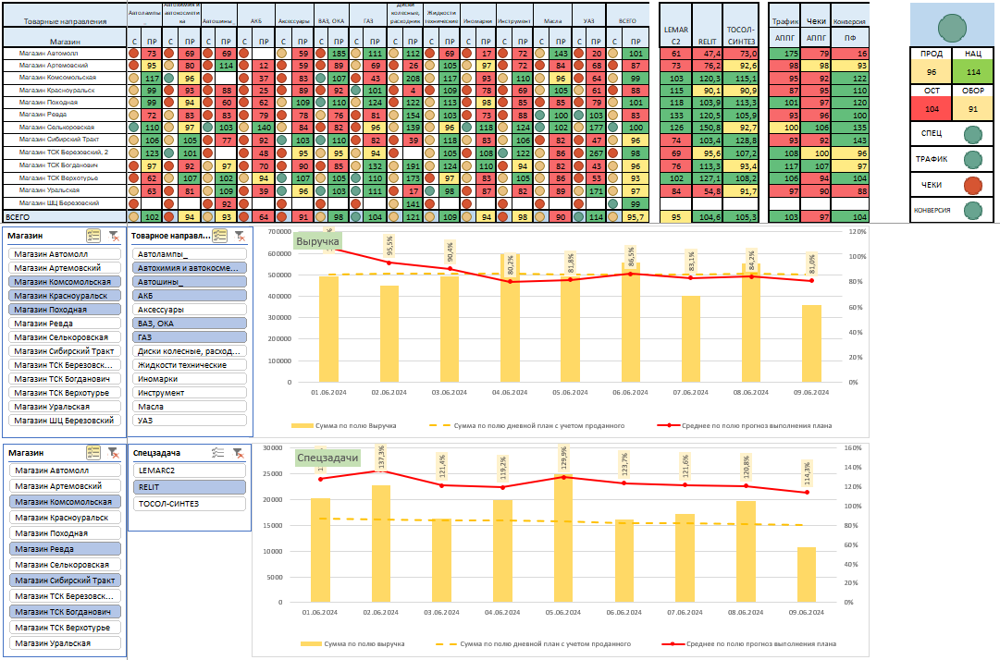 Товарные направления Автолампы_ Автохимия и автокосметика Автошины_ АКБ Аксессуары ВАЗ, ОКА ГАЗ Диски колесные, расходник Жидкости технические Иномарки Инструмент Масла УАЗ ВСЕГО LEMARC2 RELIT ТОСОЛ-СИНТЕЗ Трафик Чеки Конверсия
Магазин С ПР С ПР С ПР С ПР С ПР С ПР С ПР С ПР С ПР С ПР С ПР С ПР С ПР С ПР АППГ АППГ ПФ
Магазин Автомолл 73 69 69 59 185 111 112 69 17 72 143 20 101 61 47,4 73,0 175 79 16
Магазин Артемовский 95 80 114 12 59 89 69 26 105 97 72 84 68 87 73 76,2 92,6 98 98 93
Магазин Комсомольская 117 96 37 83 107 43 208 117 93 110 96 64 99 103 120,3 115,1 95 92 122
Магазин Красноуральск 99 93 88 25 89 92 101 4 109 78 69 105 61 88 115 90,1 90,9 87 95 110
Магазин Походная 99 94 60 62 109 109 124 122 113 98 85 85 79 101 118 103,9 113,3 101 97 120
Магазин Ревда 72 83 83 79 78 76 81 154 103 73 88 100 103 83 133 120,5 105,9 93 96 100
Магазин Селькоровская 110 97 103 140 84 82 96 139 96 118 124 102 177 100 126 150,8 92,7 100 106 135
Магазин Сибирский Тракт 106 105 77 92 103 110 82 39 118 105 82 82 47 96 74 103,4 128,8 93 92 143
Магазин ТСК Березовский, 2 123 101 48 95 95 94 105 108 122 86 267 98 69 95,6 107,2 108 100 96
Магазин ТСК Богданович 97 92 97 70 90 85 132 191 124 110 94 82 98 97 71 113,3 93,4 117 107 97
Магазин ТСК Верхотурье 62 107 102 94 107 105 110 173 97 83 105 86 53 93 102 127,1 108,2 106 94 104
Магазин Уральская 63 81 109 39 96 103 111 17 98 87 82 89 171 97 84 54,8 91,7 97 90 88
Магазин ШЦ Березовский 92 141 99
ВСЕГО 102 94 93 64 91 98 104 121 109 94 98 90 114 95,7 95 104,6 105,3 103 97 104
ПРОД НАЦ
96 114
ОСТ ОБОР
104 91
СПЕЦ
ТРАФИК
ЧЕКИ
КОНВЕРСИЯ
Магазин
Магазин Автомолл
Магазин Артемовский
Магазин Комсомольская
Магазин Красноуральск
Магазин Походная
Магазин Ревда
Магазин Селькоровская
Магазин Сибирский Тракт
Магазин ТСК Березовск...
Магазин ТСК Богданович
Магазин ТСК Верхотурье
Магазин Уральская
Магазин ШЦ Березовский
Товарное направл...
Автолампы_
Автохимия и автокосме...
Автошины_
АКБ
Аксессуары
ВАЗ, ОКА
ГАЗ
Диски колесные, расход...
Жидкости технические
Иномарки
Инструмент
Масла
УАЗ
Выручка
700000
600000
500000
400000
300000
200000
100000
0
95,5% 90,4% 80,2% 81,8% 86,5% 83,1% 84,2% 81,0%
120%
100%
80%
60%
40%
20%
0%
01.06.2024 02.06.2024 03.06.2024 04.06.2024 05.06.2024 06.06.2024 07.06.2024 08.06.2024 09.06.2024
Сумма по полю Выручка Сумма по полю дневной план с учетом проданного Среднее по полю прогноз выполнения плана
Магазин
Магазин Автомолл
Магазин Артемовский
Магазин Комсомольская
Магазин Красноуральск
Магазин Походная
Магазин Ревда
Магазин Селькоровская
Магазин Сибирский Тракт
Магазин ТСК Березовск...
Магазин ТСК Богданович
Магазин ТСК Верхотурье
Магазин Уральская
Спецзадача
LEMARC2
RELIT
ТОСОЛ-СИНТЕЗ
Спецзадачи
30000
25000
20000
15000
10000
5000
0
137,3% 121,4% 119,2% 129,9% 123,7% 121,6% 120,8% 114,3%
160%
140%
120%
100%
80%
60%
40%
20%
0%
01.06.2024 02.06.2024 03.06.2024 04.06.2024 05.06.2024 06.06.2024 07.06.2024 08.06.2024 09.06.2024
Сумма по полю выручка Сумма по полю дневной план с учетом проданного Среднее по полю прогноз выполнения плана